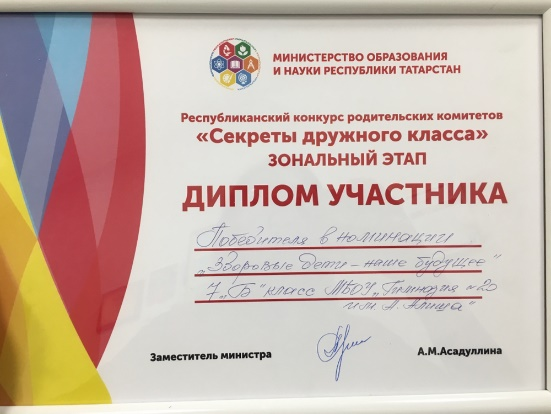 МИНИСТЕРСТВО ОБРАЗОВАНИЯ
И НАУКИ РЕСПУБЛИКИ ТАТАРСТАН
Республиканский конкурс родительских комитетов
«Секреты дружного класса»
ЗОНАЛЬНЫЙ ЭТАП
ДИПЛОМ УЧАСТНИКА
Победителя в номинации
„Здоровые дети – наше будущее"
7 „Б" класс МБОУ „Гимназия №20
им. А. Алиша"
Заместитель министра
А.М.Асадуллина